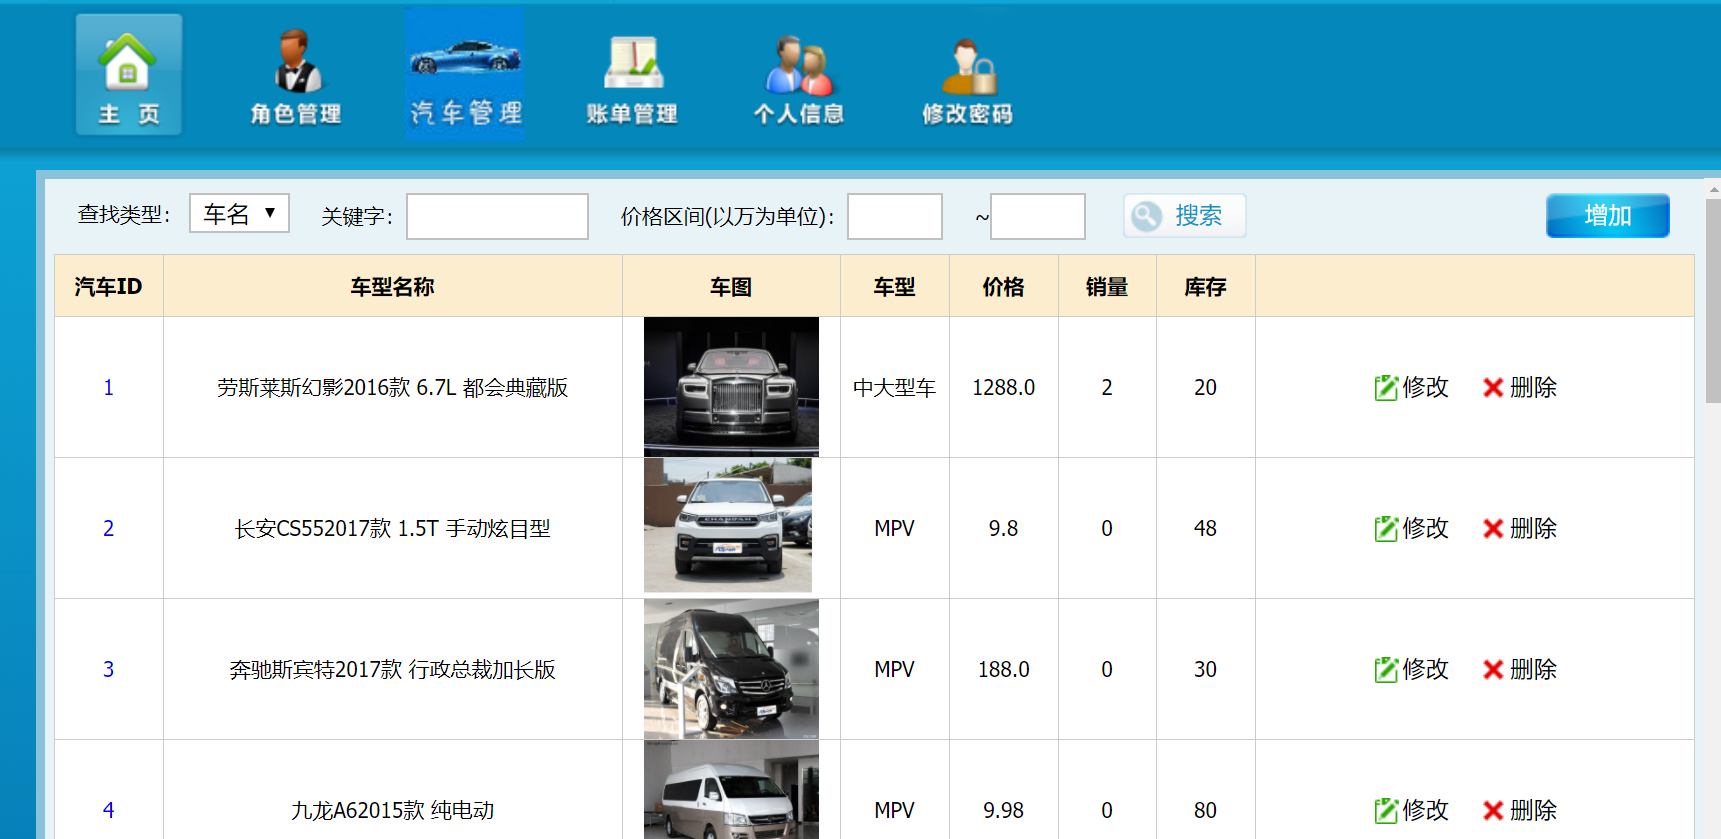 主 页 角色管理 汽车管理 账单管理 个人信息 修改密码
查找类型： 车名 ▼ 关键字： 价格区间(以万为单位)： ~ 搜索 增加
汽车ID 车型名称 车图 车型 价格 销量 库存
1 劳斯莱斯幻影2016款 6.7L 都会典藏版 中大型车 1288.0 2 20 修改 删除
CHANGAN
2 长安CS552017款 1.5T 手动炫目型 MPV 9.8 0 48 修改 删除
3 奔驰斯宾特2017款 行政总裁加长版 MPV 188.0 0 30 修改 删除
4 九龙A62015款 纯电动 MPV 9.98 0 80 修改 删除